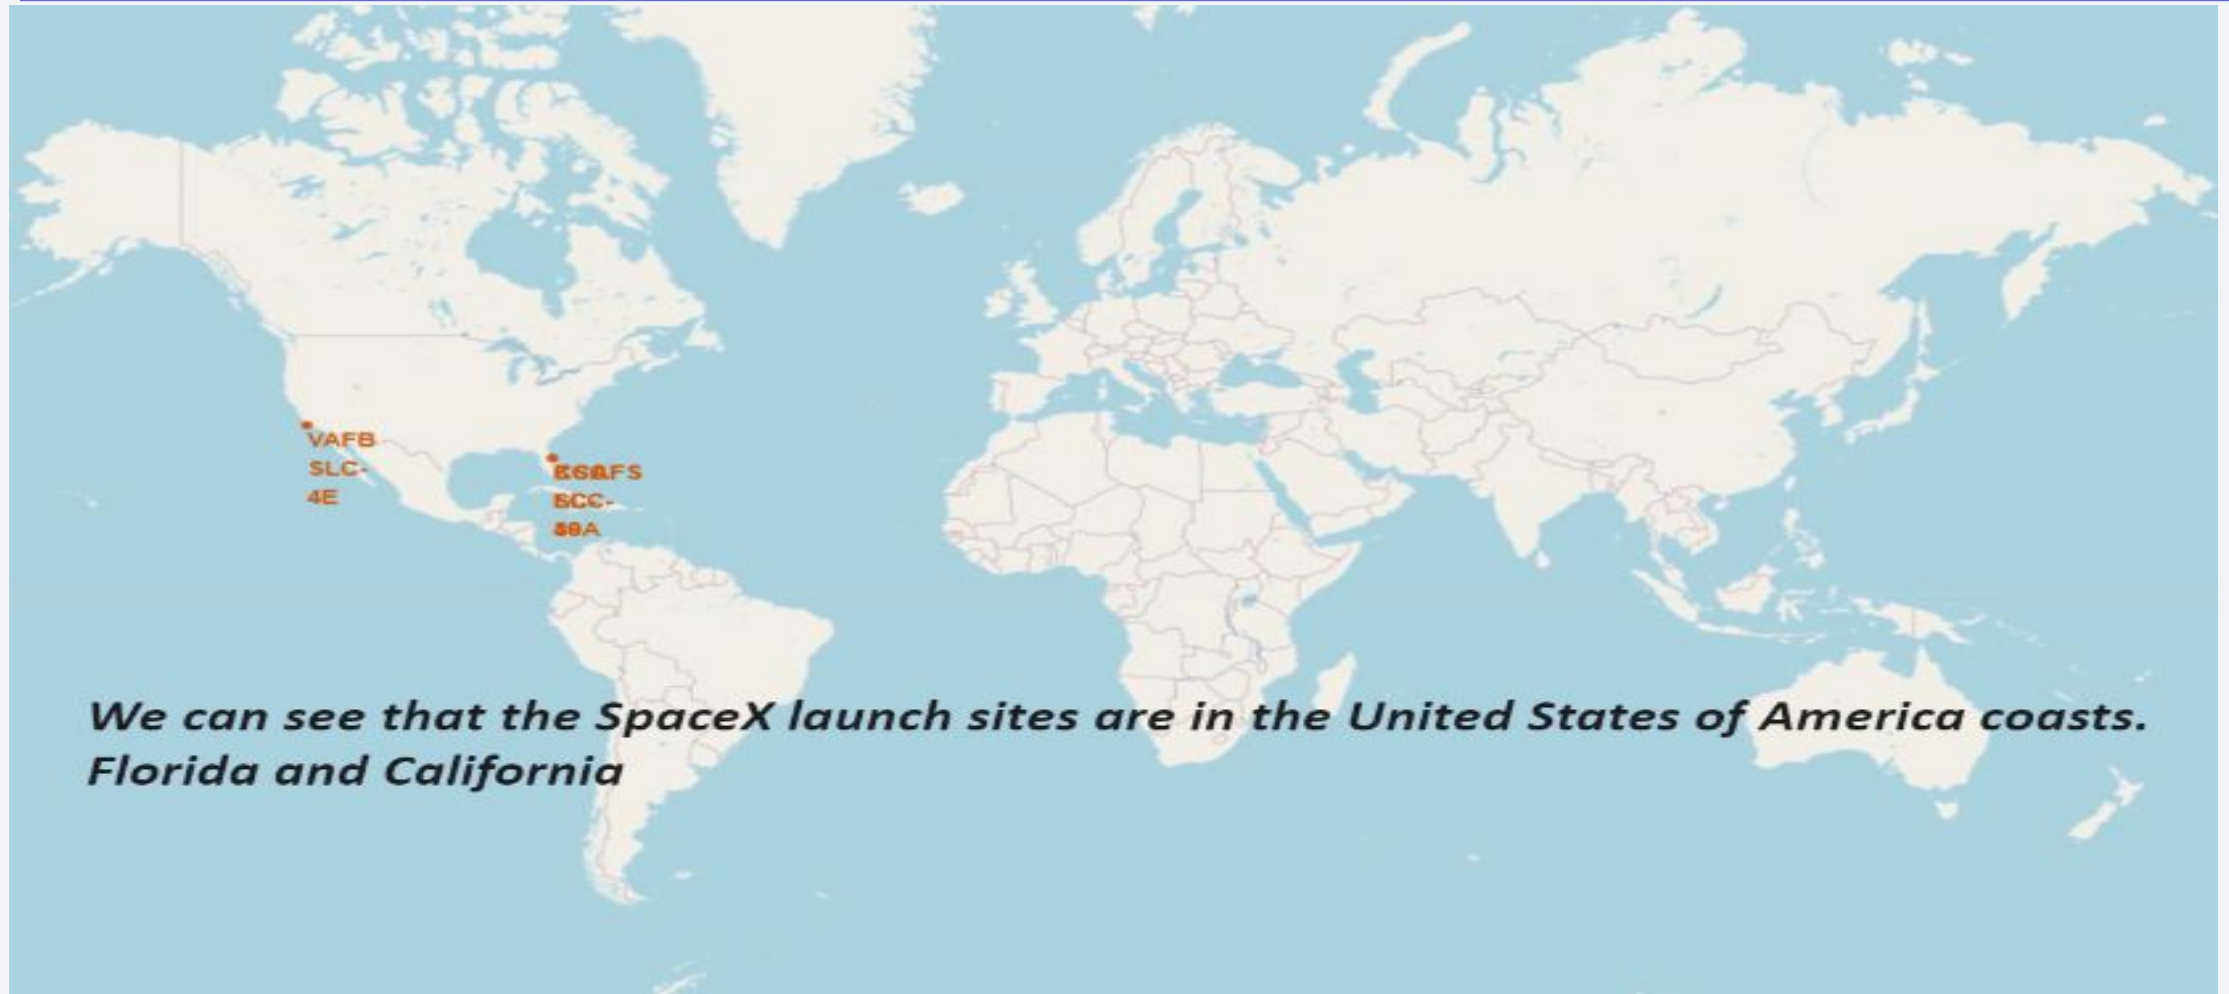 VAFB
SLC-
4E
We can see that the SpaceX launch sites are in the United States of America coasts.
Florida and California